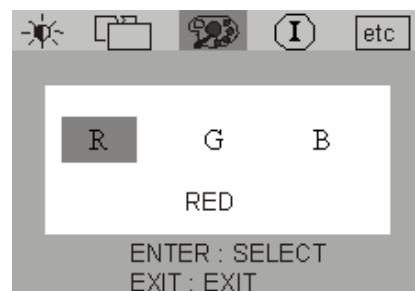 I etc
R G B
RED
ENTER : SELECT
EXIT : EXIT